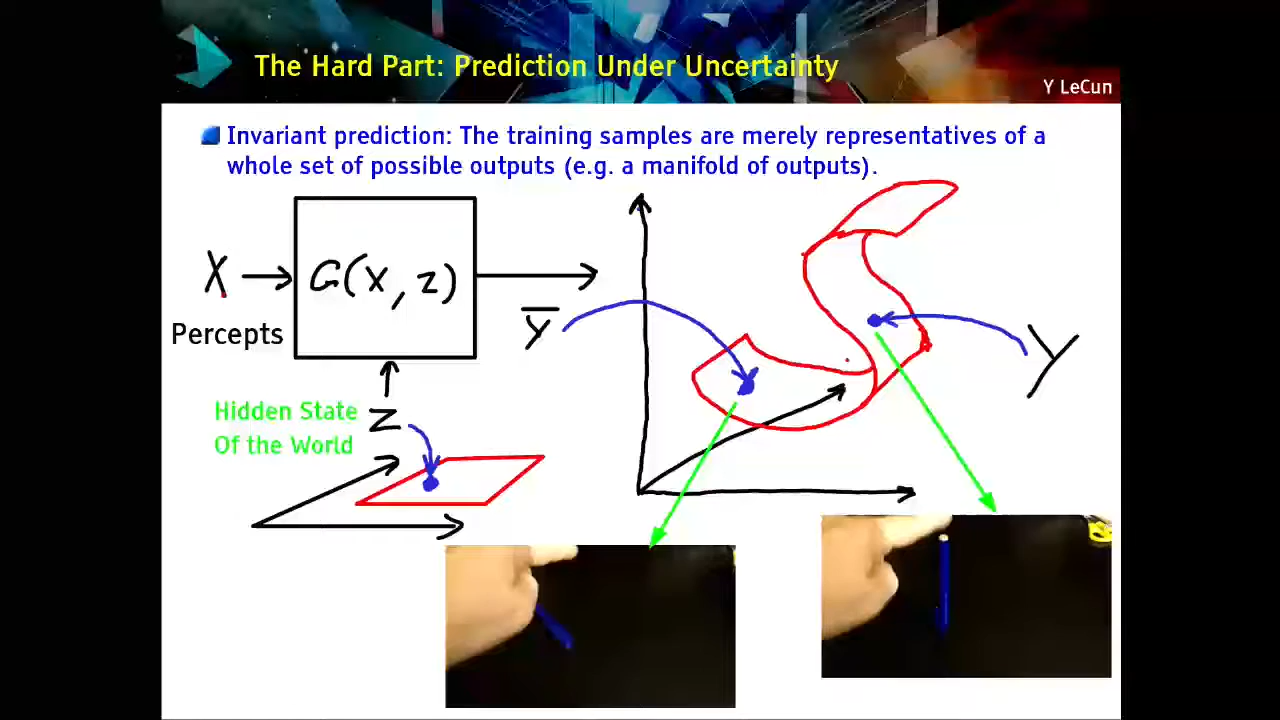 The Hard Part: Prediction Under Uncertainty
Y LeCun
Invariant prediction: The training samples are merely representatives of a
whole set of possible outputs (e.g. a manifold of outputs).
X
G(X, Z)
Percepts
Y
Y
Hidden State
Z
Of the World